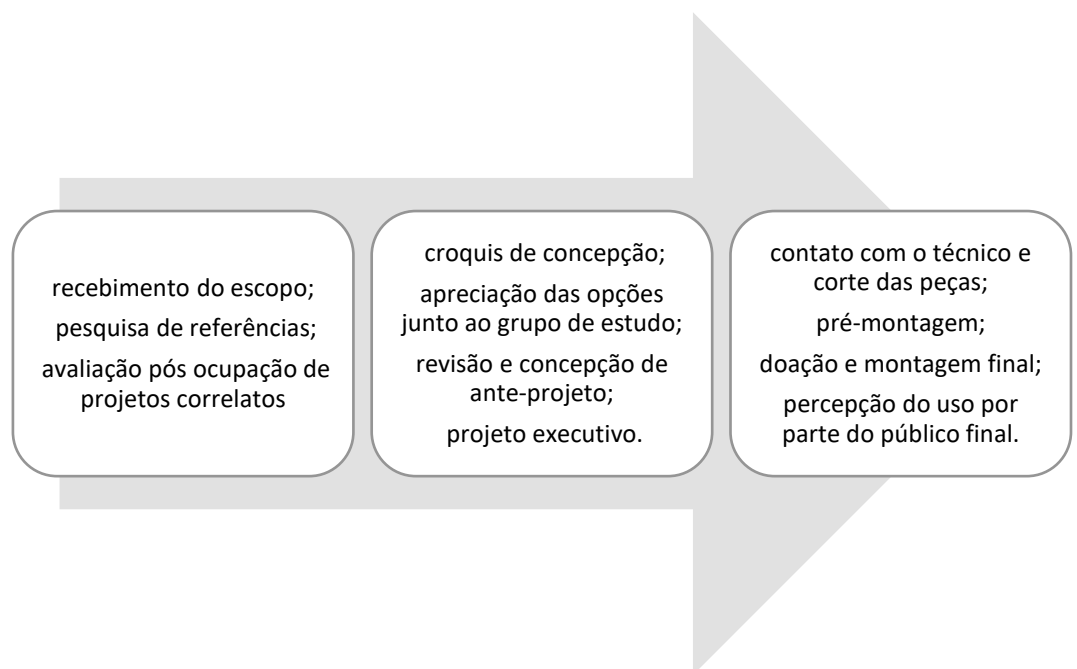 recebimento do escopo;
pesquisa de referências;
avaliação pós ocupação de
projetos correlatos
croquis de concepção;
apreciação das opções
junto ao grupo de estudo;
revisão e concepção de
ante-projeto;
projeto executivo.
contato com o técnico e
corte das peças;
pré-montagem;
doação e montagem final;
percepção do uso por
parte do público final.